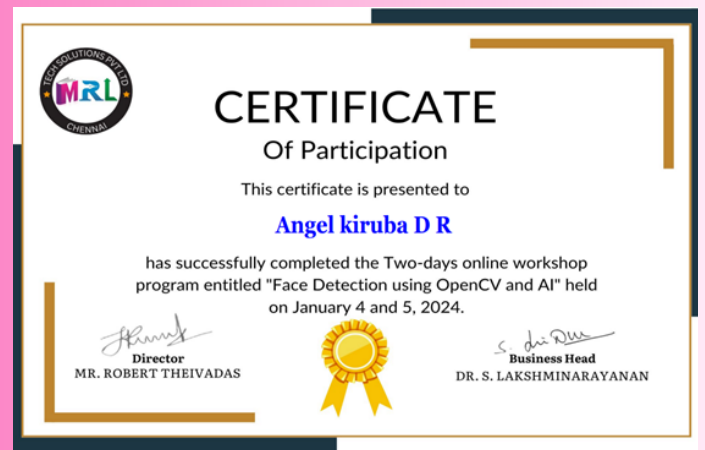 TECH SOLUTIONS PVT LTD
MRL
CHENNAI
CERTIFICATE
Of Participation
This certificate is presented to
Angel kiruba D R
has successfully completed the Two-days online workshop
program entitled "Face Detection using OpenCV and AI" held
on January 4 and 5, 2024.
Director
MR. ROBERT THEIVADAS
Business Head
DR. S. LAKSHMINARAYANAN